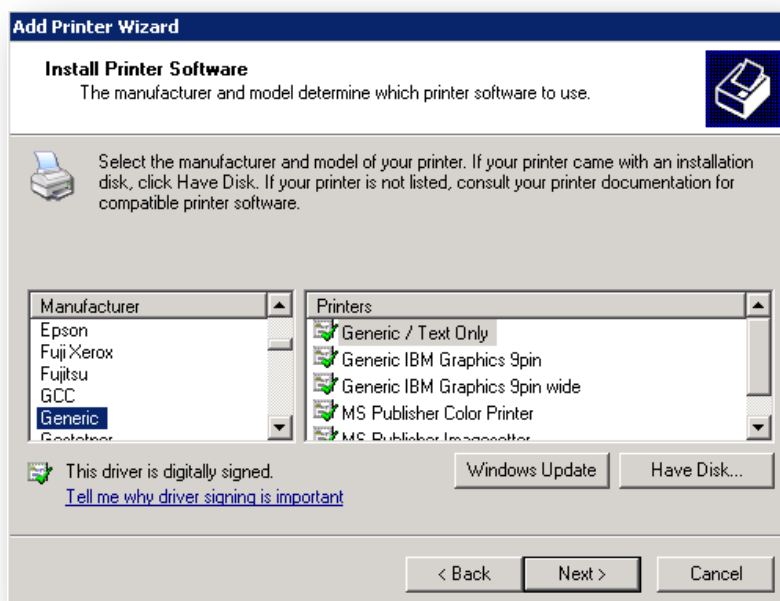 Add Printer Wizard
Install Printer Software
The manufacturer and model determine which printer software to use.
Select the manufacturer and model of your printer. If your printer came with an installation
disk, click Have Disk. If your printer is not listed, consult your printer documentation for
compatible printer software.
Manufacturer
Epson
Fuji Xerox
Fujitsu
GCC
Generic
Gestetner
Printers
Generic / Text Only
Generic IBM Graphics 9pin
Generic IBM Graphics 9pin wide
MS Publisher Color Printer
MS Publisher Imagesetter
This driver is digitally signed.
Tell me why driver signing is important
Windows Update
Have Disk...
< Back
Next >
Cancel